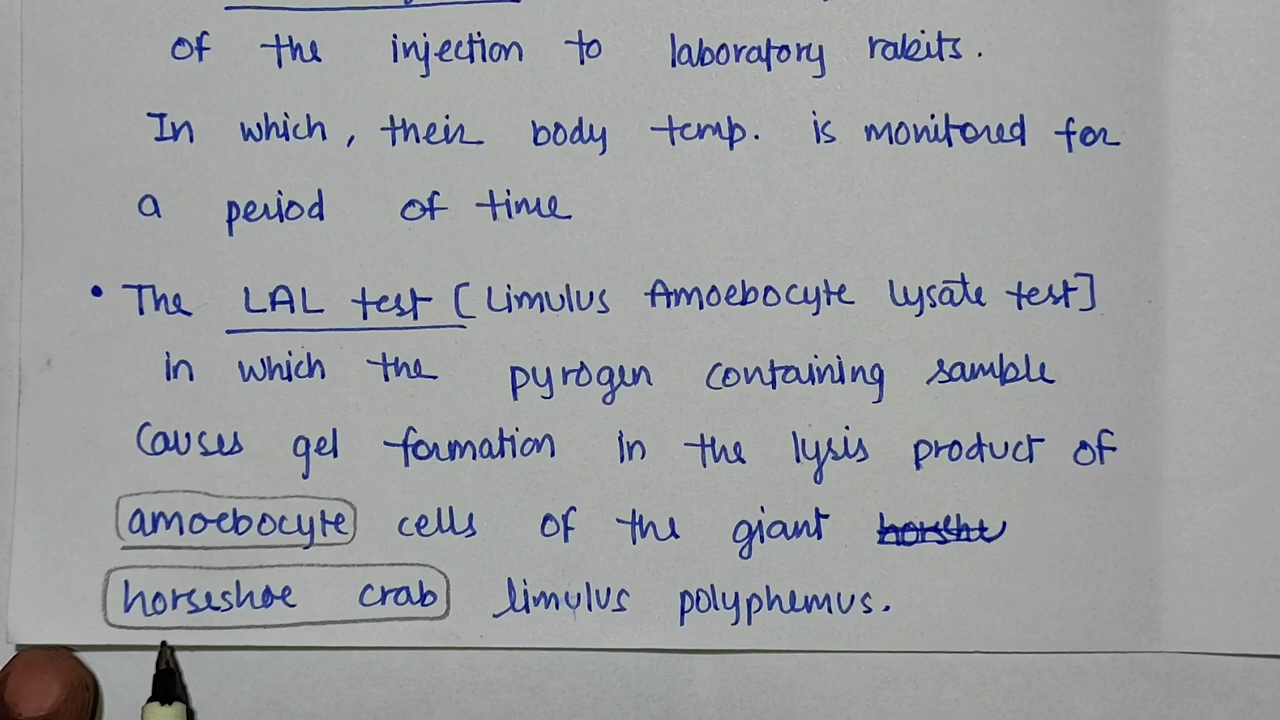 of the injection to laboratory rabits.
In which, their body temp. is monitored for
a period of time
• The LAL test [Limulus Amoebocyte lysate test]
in which the pyrogen containing samble
causes gel formation in the lysis product of
amoebocyte cells of the giant
horseshoe crab limulus polyphemus.